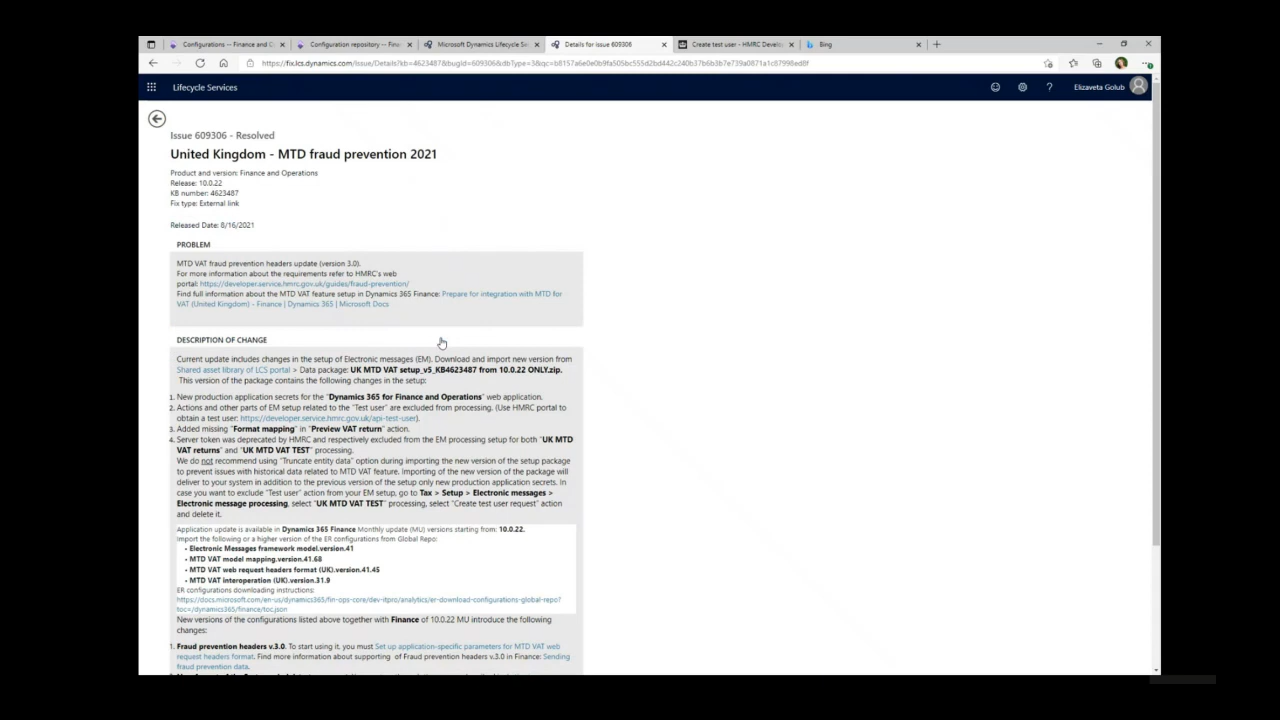 Configurations -- Finance and C
Configuration repository -- Finan
Microsoft Dynamics Lifecycle Se
Details for issue 609306
Create test user - HMRC Develo
Bing
Lifecycle Services
Elizaveta Golub
Issue 609306 - Resolved
United Kingdom - MTD fraud prevention 2021
Product and version: Finance and Operations
Release: 10.0.22
KB number: 4623487
Fix type: External link
Released Date: 8/16/2021
PROBLEM
MTD VAT fraud prevention headers update (version 3.0).
For more information about the requirements refer to HMRC's web
portal: https://developer.service.hmrc.gov.uk/guides/fraud-prevention/
Find full information about the MTD VAT feature setup in Dynamics 365 Finance: Prepare for integration with MTD for
VAT (United Kingdom) - Finance | Dynamics 365 | Microsoft Docs
DESCRIPTION OF CHANGE
Current update includes changes in the setup of Electronic messages (EM). Download and import new version from
Shared asset library of LCS portal > Data package: UK MTD VAT setup_v5_KB4623487 from 10.0.22 ONLY.zip.
This version of the package contains the following changes in the setup:
1. New production application secrets for the "Dynamics 365 for Finance and Operations" web application.
2. Actions and other parts of EM setup related to the "Test user" are excluded from processing. (Use HMRC portal to
obtain a test user: https://developer.service.hmrc.gov.uk/api-test-user).
3. Added missing "Format mapping" in "Preview VAT return" action.
4. Server token was deprecated by HMRC and respectively excluded from the EM processing setup for both "UK MTD
VAT returns" and "UK MTD VAT TEST" processing.
We do not recommend using "Truncate entity data" option during importing the new version of the setup package
to prevent issues with historical data related to MTD VAT feature. Importing of the new version of the package will
deliver to your system in addition to the previous version of the setup only new production application secrets. In
case you want to exclude "Test user" action from your EM setup, go to Tax > Setup > Electronic messages >
Electronic message processing, select "UK MTD VAT TEST" processing, select "Create test user request" action
and delete it.
Application update is available in Dynamics 365 Finance Monthly update (MU) versions starting from: 10.0.22.
Import the following or a higher version of the ER configurations from Global Repo:
• Electronic Messages framework model.version.41
• MTD VAT model mapping.version.41.68
• MTD VAT web request headers format (UK).version.41.45
• MTD VAT interoperation (UK).version.31.9
ER configurations downloading instructions:
https://docs.microsoft.com/en-us/dynamics365/fin-ops-core/dev-itpro/analytics/er-download-configurations-global-repo?
toc=/dynamics365/finance/toc.json
New versions of the configurations listed above together with Finance of 10.0.22 MU introduce the following
changes:
1. Fraud prevention headers v.3.0. To start using it, you must Set up application-specific parameters for MTD VAT web
request headers format. Find more information about supporting of Fraud prevention headers v.3.0 in Finance: Sending
fraud prevention data.